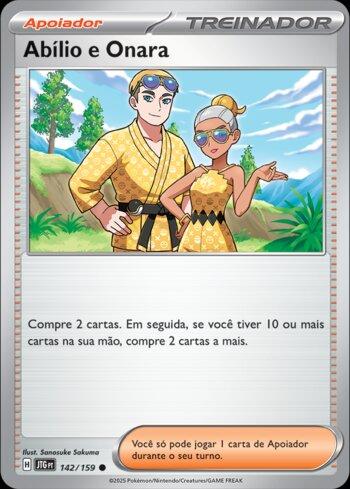 Apoiador
TREINADOR
Abílio e Onara
Compre 2 cartas. Em seguida, se você tiver 10 ou mais
cartas na sua mão, compre 2 cartas a mais.
Ilust. Sanosuke Sakuma
H JTG PT 142/159
Você só pode jogar 1 carta de Apoiador
durante o seu turno.
©2025 Pokémon/Nintendo/Creatures/GAME FREAK